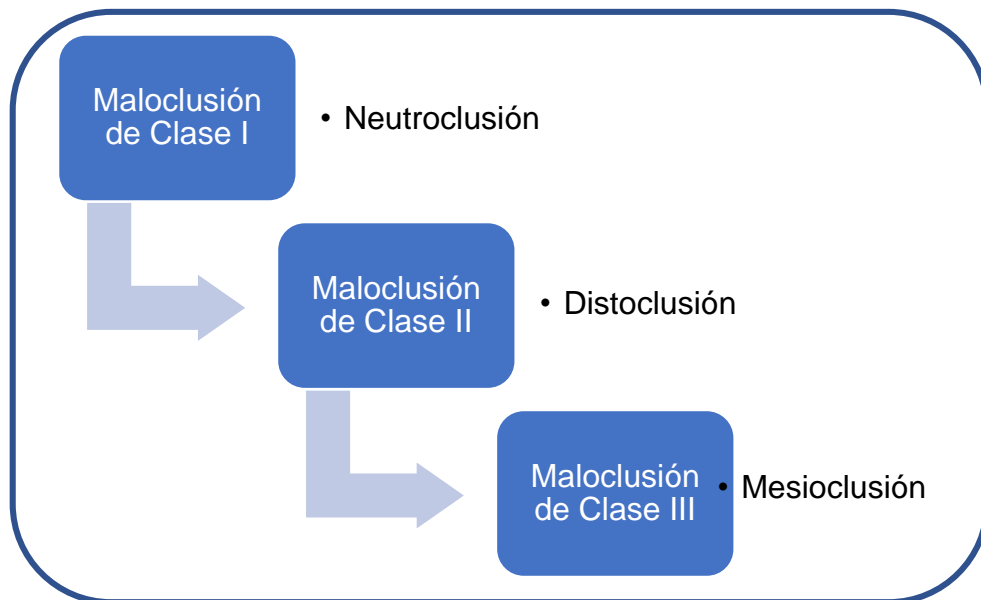 Maloclusión
de Clase I
• Neutroclusión
Maloclusión
de Clase II
• Distoclusión
Maloclusión
de Clase III
• Mesioclusión